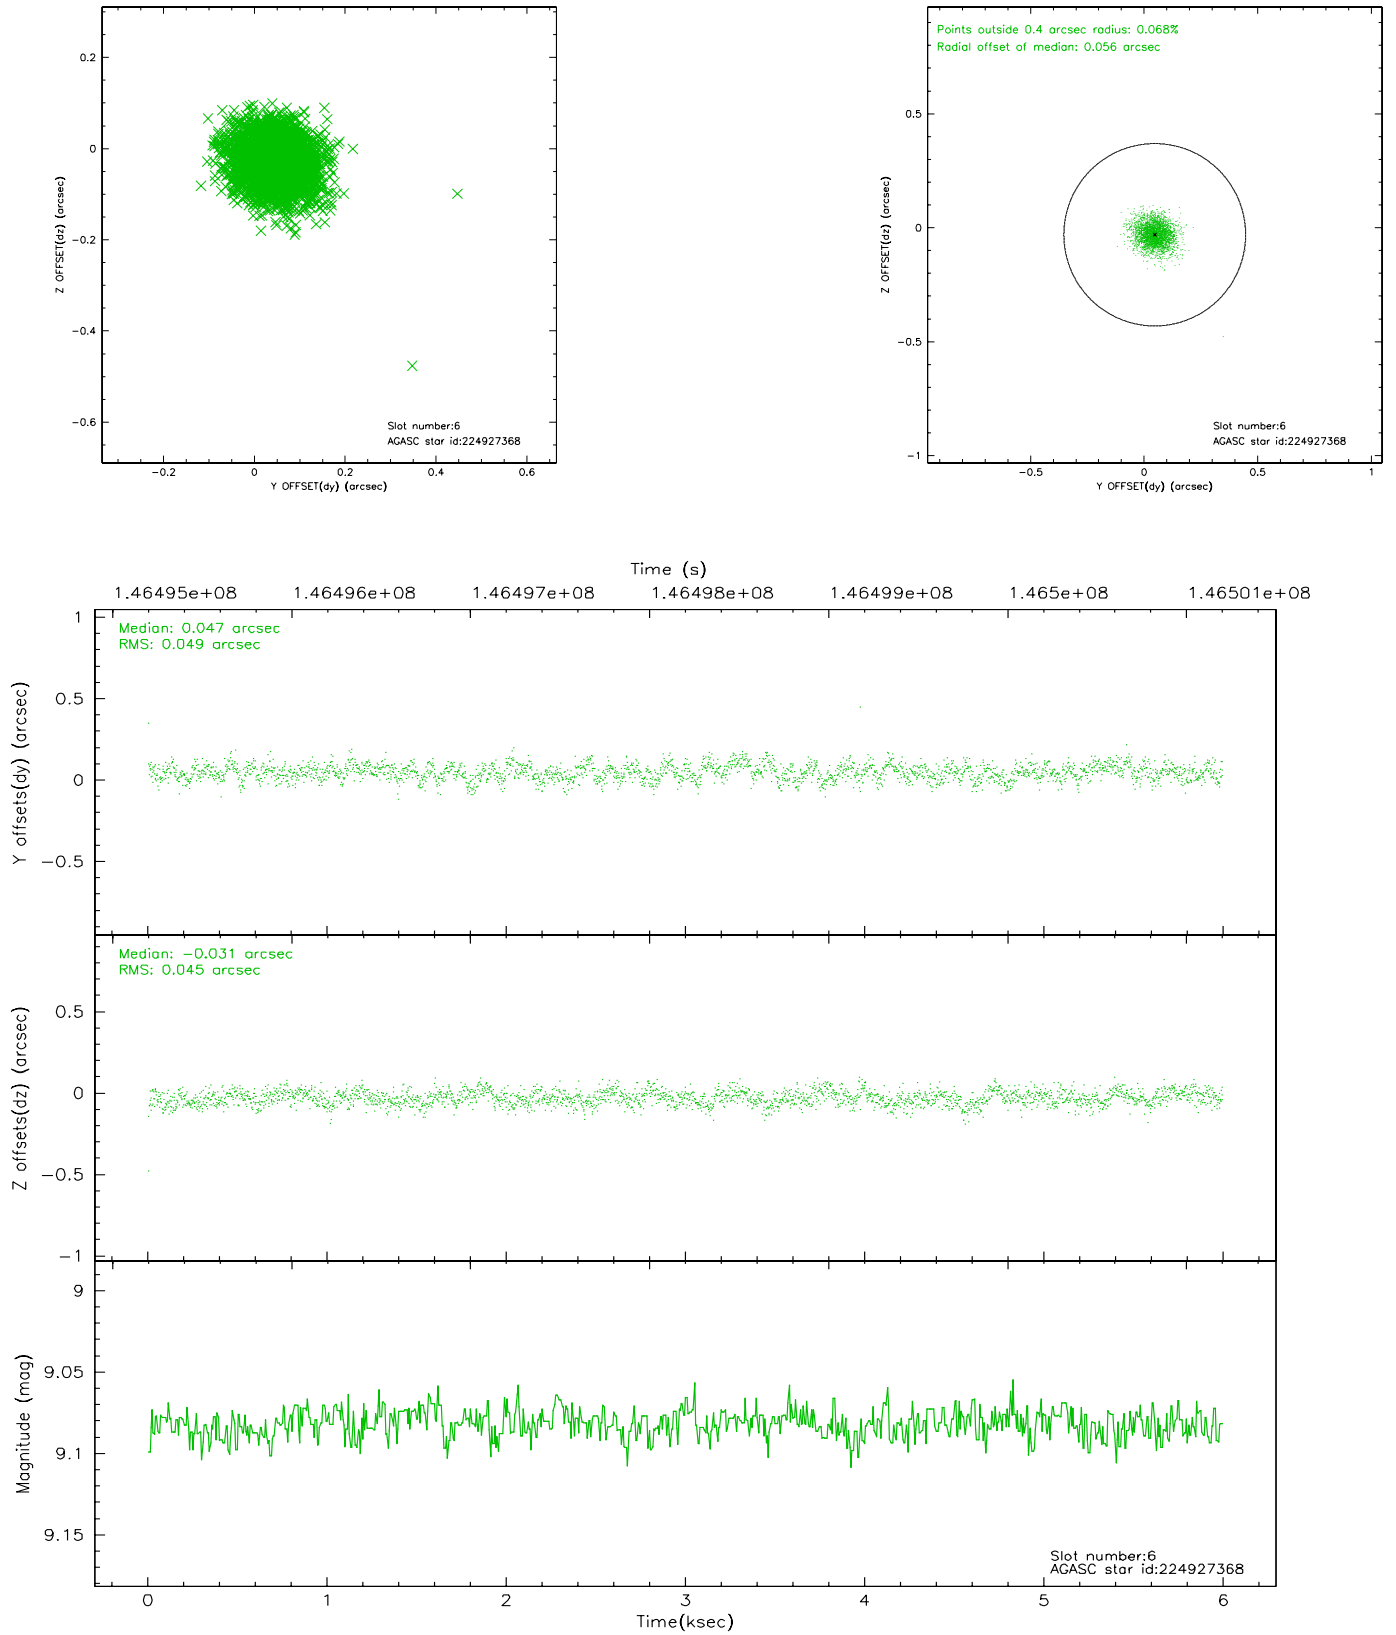 0.2
0
−0.2
−0.4
−0.6
Z OFFSET(dz) (arcsec)
Slot number:6
AGASC star id:224927368
−0.2 0 0.2 0.4 0.6
Y OFFSET(dy) (arcsec)
Points outside 0.4 arcsec radius: 0.068%
Radial offset of median: 0.056 arcsec
0.5
0
−0.5
−1
Z OFFSET(dz) (arcsec)
Slot number:6
AGASC star id:224927368
−0.5 0 0.5 1
Y OFFSET(dy) (arcsec)
Time (s)
1.46495e+08 1.46496e+08 1.46497e+08 1.46498e+08 1.46499e+08 1.465e+08 1.46501e+08
Median: 0.047 arcsec
RMS: 0.049 arcsec
1
0.5
0
−0.5
Y offsets(dy) (arcsec)
Median: −0.031 arcsec
RMS: 0.045 arcsec
0.5
0
−0.5
−1
Z offsets(dz) (arcsec)
9
9.05
9.1
9.15
Magnitude (mag)
Slot number:6
AGASC star id:224927368
0 1 2 3 4 5 6
Time(ksec)